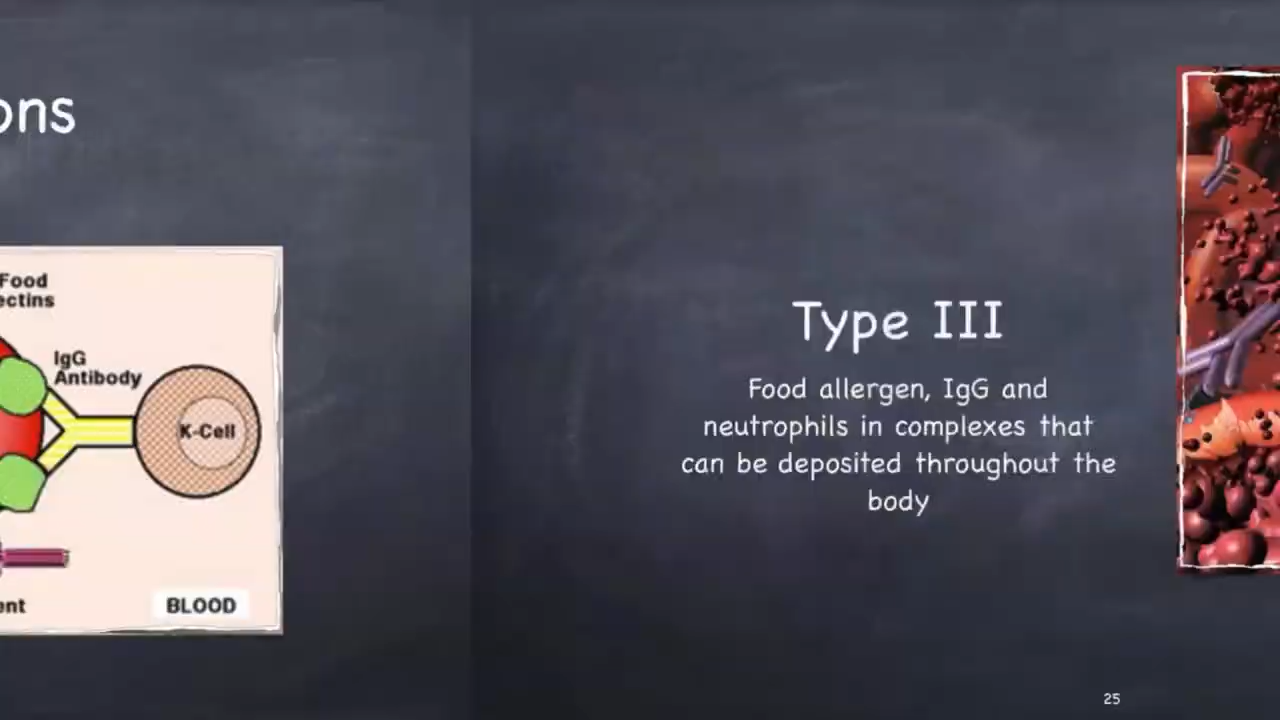 ons
Food
ectins
IgG
Antibody
K-Cell
ent
BLOOD
Type III
Food allergen, IgG and
neutrophils in complexes that
can be deposited throughout the
body
25